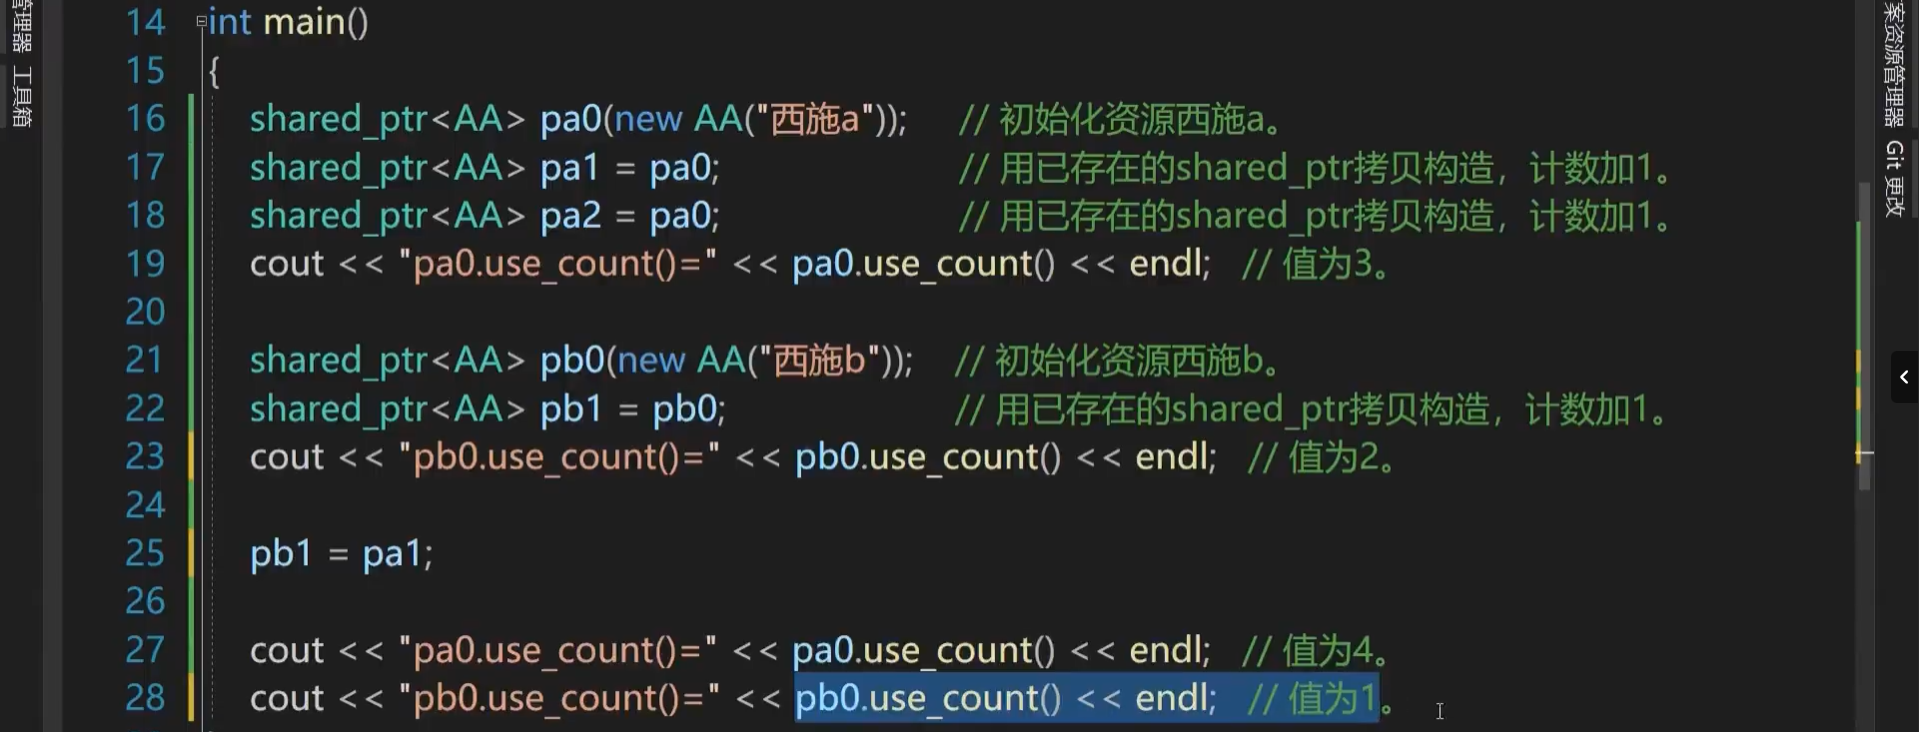 14 int main()
15 {
16 shared_ptr<AA> pa0(new AA("西施a")); // 初始化资源西施a。
17 shared_ptr<AA> pa1 = pa0; // 用已存在的shared_ptr拷贝构造，计数加1。
18 shared_ptr<AA> pa2 = pa0; // 用已存在的shared_ptr拷贝构造，计数加1。
19 cout << "pa0.use_count()=" << pa0.use_count() << endl; // 值为3。
20
21 shared_ptr<AA> pb0(new AA("西施b")); // 初始化资源西施b。
22 shared_ptr<AA> pb1 = pb0; // 用已存在的shared_ptr拷贝构造，计数加1。
23 cout << "pb0.use_count()=" << pb0.use_count() << endl; // 值为2。
24
25 pb1 = pa1;
26
27 cout << "pa0.use_count()=" << pa0.use_count() << endl; // 值为4。
28 cout << "pb0.use_count()=" << pb0.use_count() << endl; // 值为1。
管理器
工具箱
案资源管理器
Git 更改